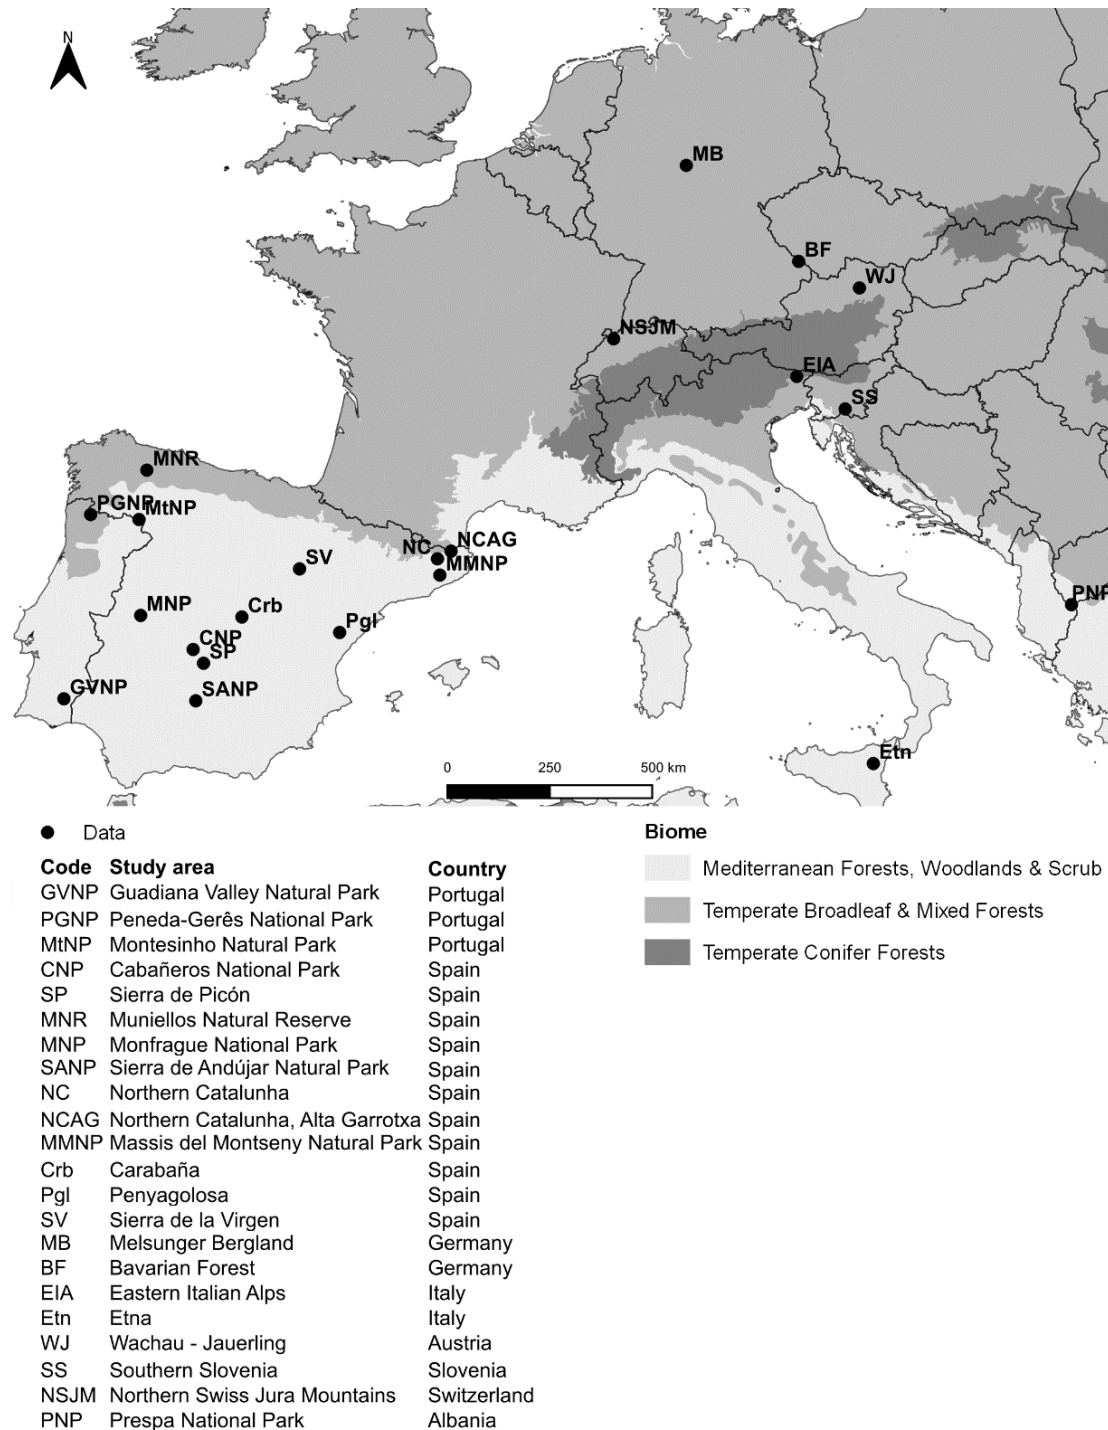 N
MB
BF
WJ
NSJM
EIA
SS
MNR
PGNP
MtNP
NC
NCAG
MMNP
SV
MNP
Crb
Pgl
PNP
CNP
SP
GVNP
SANP
Etn
0 250 500 km
Data
Code Study area Country
GVNP Guadiana Valley Natural Park Portugal
PGNP Peneda-Gerês National Park Portugal
MtNP Montesinho Natural Park Portugal
CNP Cabañeros National Park Spain
SP Sierra de Picón Spain
MNR Muniellos Natural Reserve Spain
MNP Monfrague National Park Spain
SANP Sierra de Andújar Natural Park Spain
NC Northern Catalunha Spain
NCAG Northern Catalunha, Alta Garrotxa Spain
MMNP Massis del Montseny Natural Park Spain
Crb Carabaña Spain
Pgl Penyagolosa Spain
SV Sierra de la Virgen Spain
MB Melsunger Bergland Germany
BF Bavarian Forest Germany
EIA Eastern Italian Alps Italy
Etn Etna Italy
WJ Wachau - Jauerling Austria
SS Southern Slovenia Slovenia
NSJM Northern Swiss Jura Mountains Switzerland
PNP Prespa National Park Albania
Biome
Mediterranean Forests, Woodlands & Scrub
Temperate Broadleaf & Mixed Forests
Temperate Conifer Forests